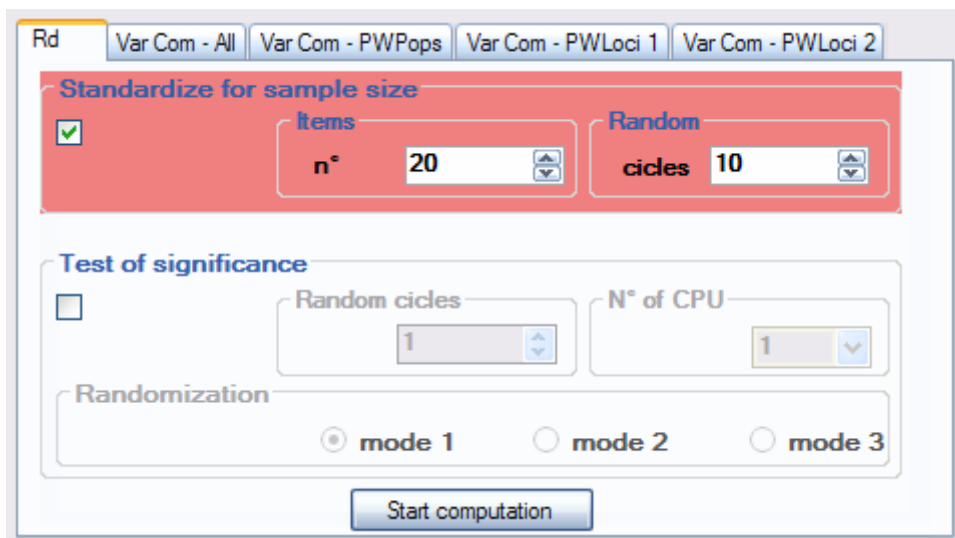 Rd Var Com - All Var Com - PWPops Var Com - PWLoci 1 Var Com - PWLoci 2
Standardize for sample size
Items Random
n° 20 cicles 10
Test of significance
Random cicles N° of CPU
1 1
Randomization
mode 1 mode 2 mode 3
Start computation